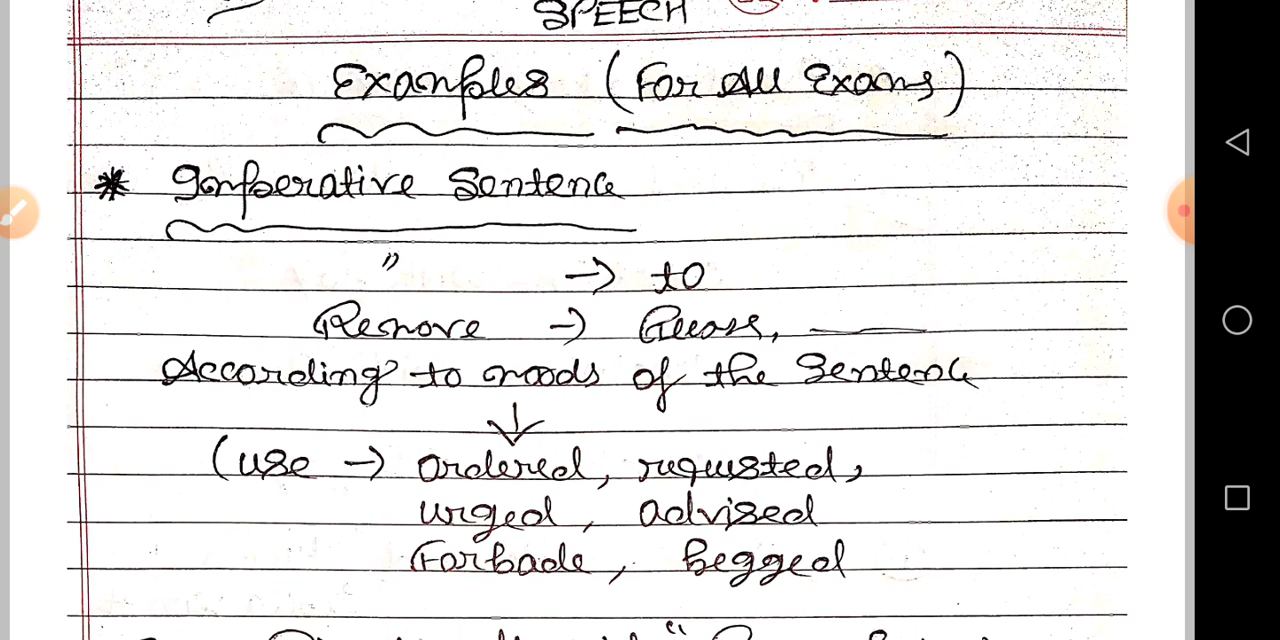 SPEECH
Examples (For All Exams)
* Imperative Sentence
" → to
Remove → Please,
According to moods of the Sentence
(use → ordered, requested,
urged, advised
Forbade, begged